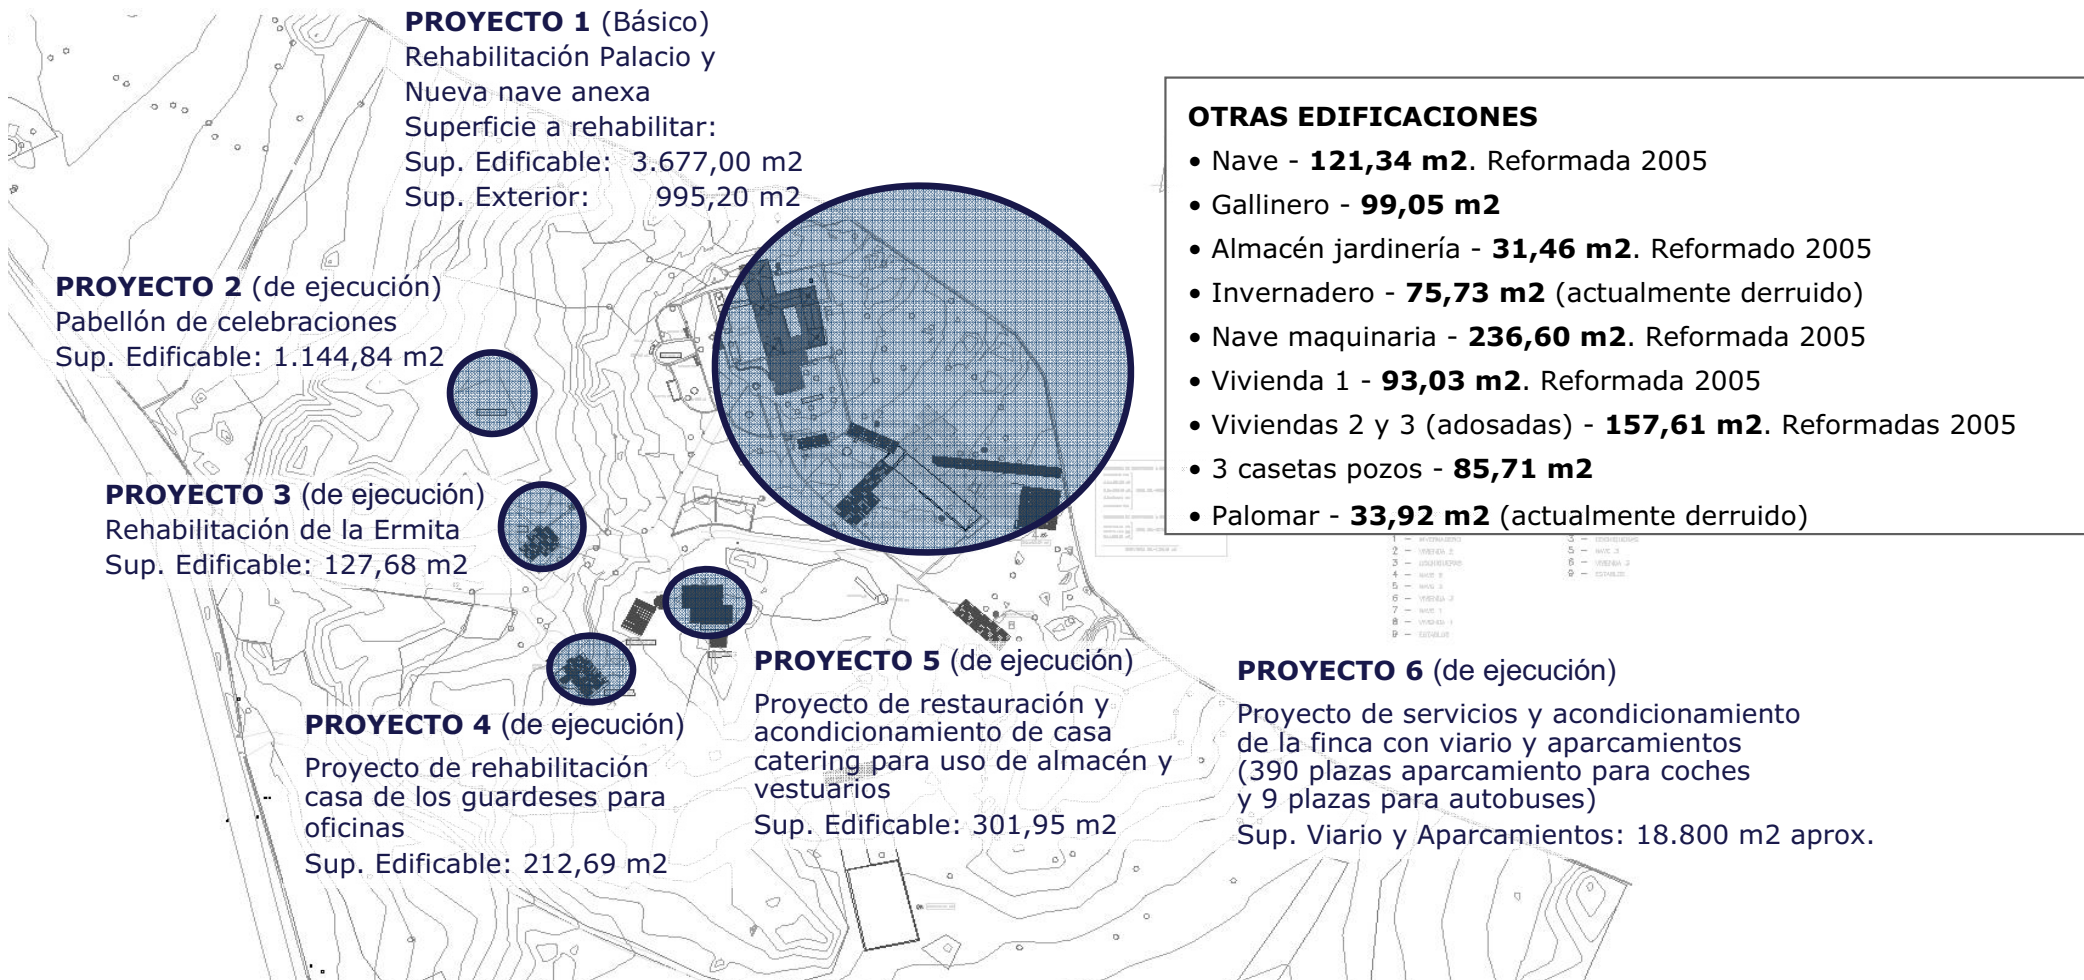 PROYECTO 1 (Básico)
Rehabilitación Palacio y
Nueva nave anexa
Superficie a rehabilitar:
Sup. Edificable: 3.677,00 m2
Sup. Exterior: 995,20 m2
PROYECTO 2 (de ejecución)
Pabellón de celebraciones
Sup. Edificable: 1.144,84 m2
PROYECTO 3 (de ejecución)
Rehabilitación de la Ermita
Sup. Edificable: 127,68 m2
PROYECTO 4 (de ejecución)
Proyecto de rehabilitación
casa de los guardeses para
oficinas
Sup. Edificable: 212,69 m2
PROYECTO 5 (de ejecución)
Proyecto de restauración y
acondicionamiento de casa
catering para uso de almacén y
vestuarios
Sup. Edificable: 301,95 m2
OTRAS EDIFICACIONES
• Nave - 121,34 m2. Reformada 2005
• Gallinero - 99,05 m2
• Almacén jardinería - 31,46 m2. Reformado 2005
• Invernadero - 75,73 m2 (actualmente derruido)
• Nave maquinaria - 236,60 m2. Reformada 2005
• Vivienda 1 - 93,03 m2. Reformada 2005
• Viviendas 2 y 3 (adosadas) - 157,61 m2. Reformadas 2005
• 3 casetas pozos - 85,71 m2
• Palomar - 33,92 m2 (actualmente derruido)
PROYECTO 6 (de ejecución)
Proyecto de servicios y acondicionamiento
de la finca con viario y aparcamientos
(390 plazas aparcamiento para coches
y 9 plazas para autobuses)
Sup. Viario y Aparcamientos: 18.800 m2 aprox.